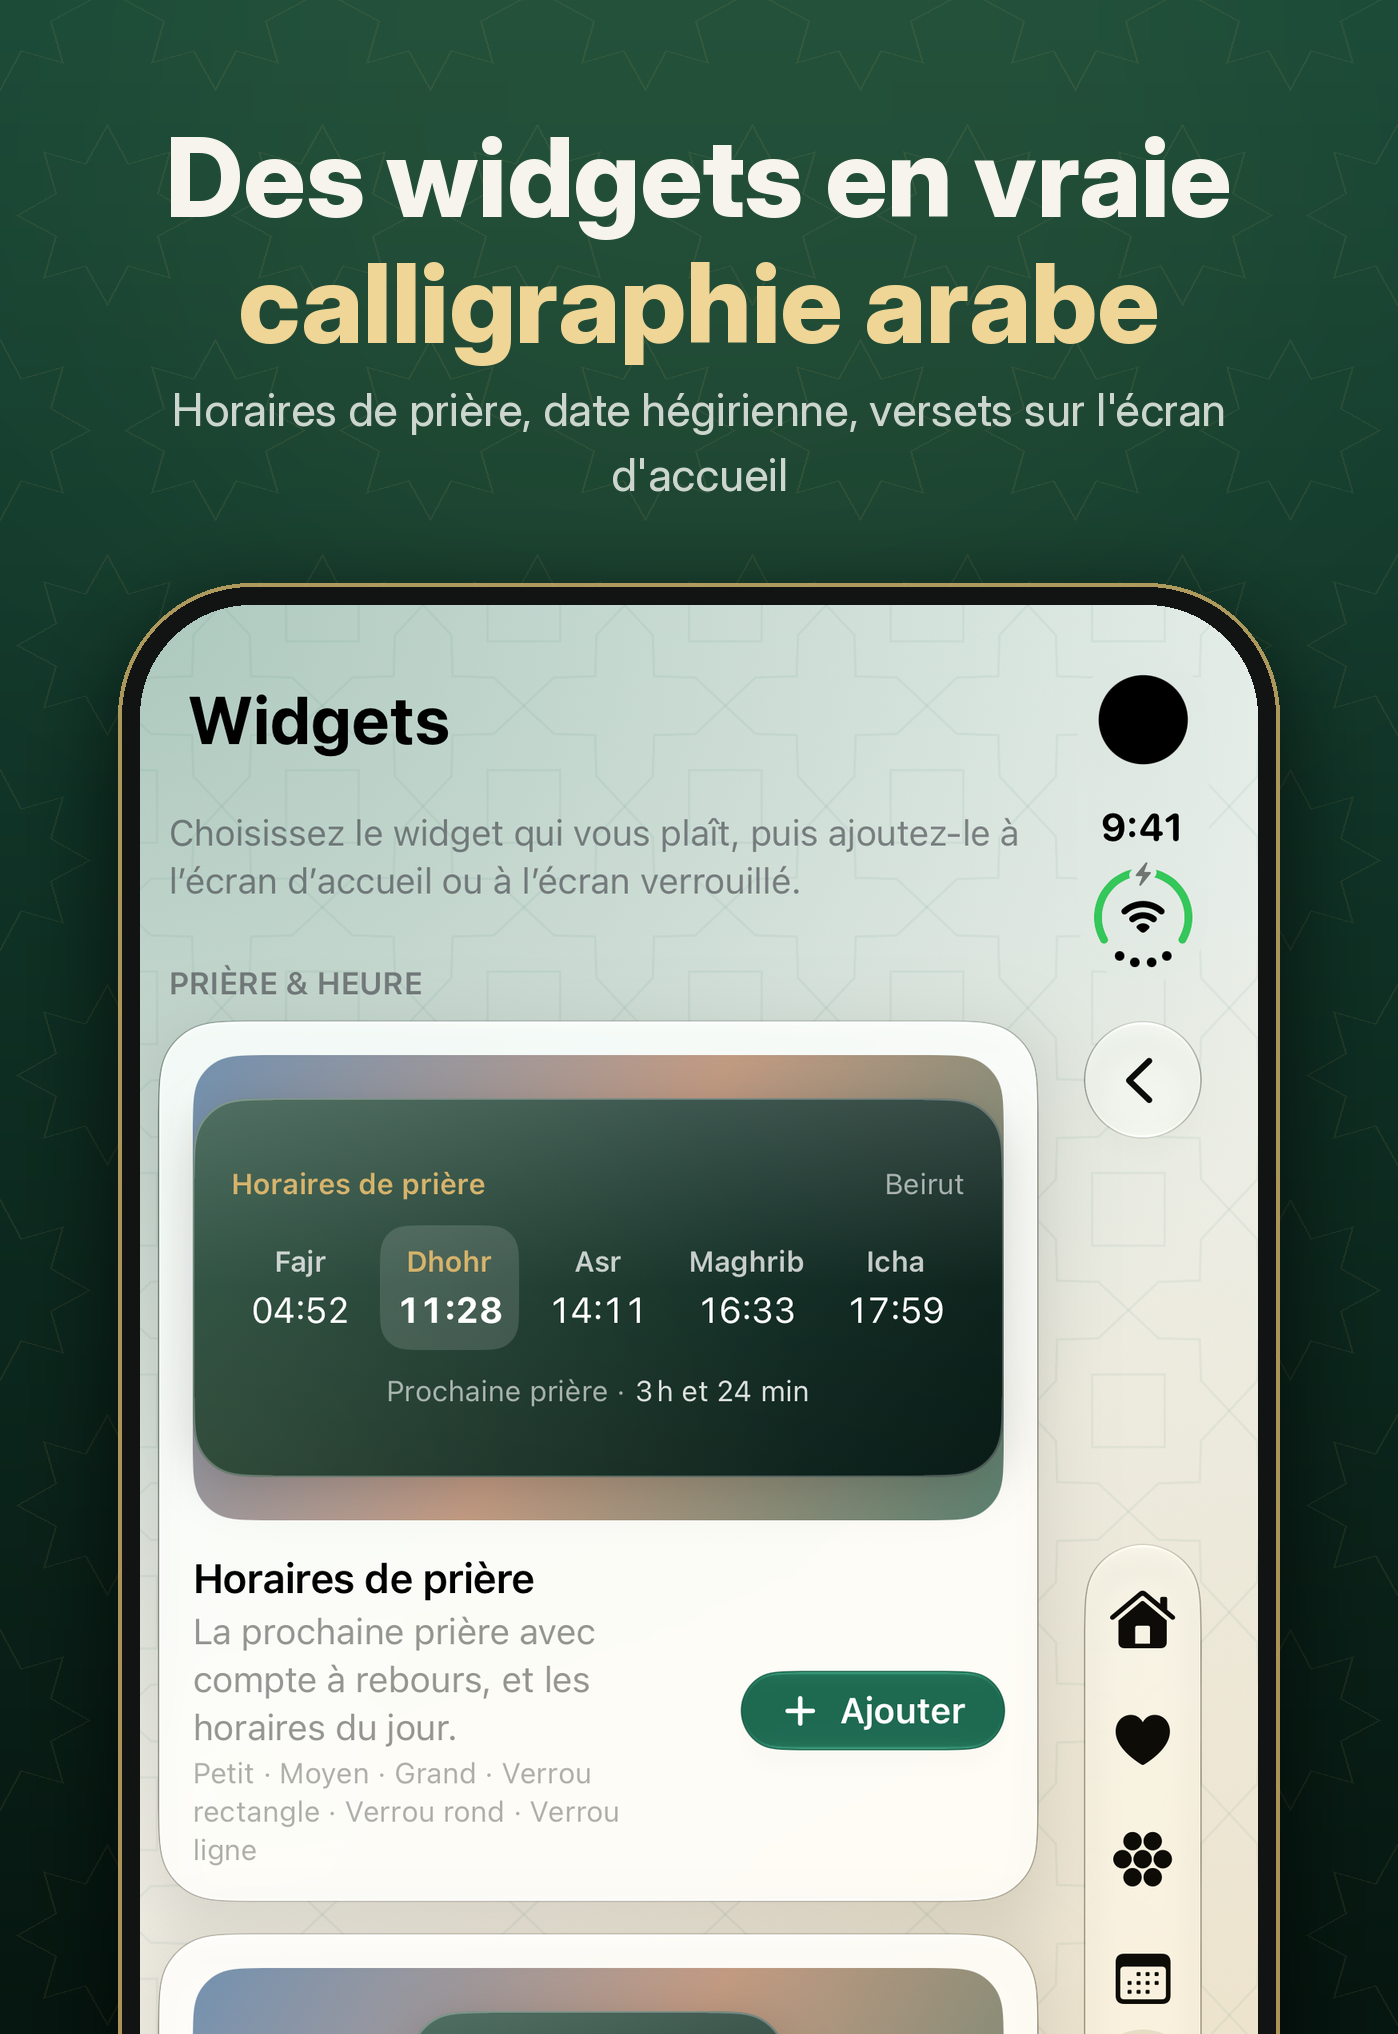 Des widgets en vraie
calligraphie arabe
Horaires de prière, date hégirienne, versets sur l'écran
d'accueil
Widgets
9:41
Choisissez le widget qui vous plaît, puis ajoutez-le à
l’écran d’accueil ou à l’écran verrouillé.
PRIÈRE & HEURE
Horaires de prière Beirut
Fajr Dhohr Asr Maghrib Icha
04:52 11:28 14:11 16:33 17:59
Prochaine prière · 3 h et 24 min
Horaires de prière
La prochaine prière avec
compte à rebours, et les
horaires du jour.
Petit · Moyen · Grand · Verrou
rectangle · Verrou rond · Verrou
ligne
+ Ajouter